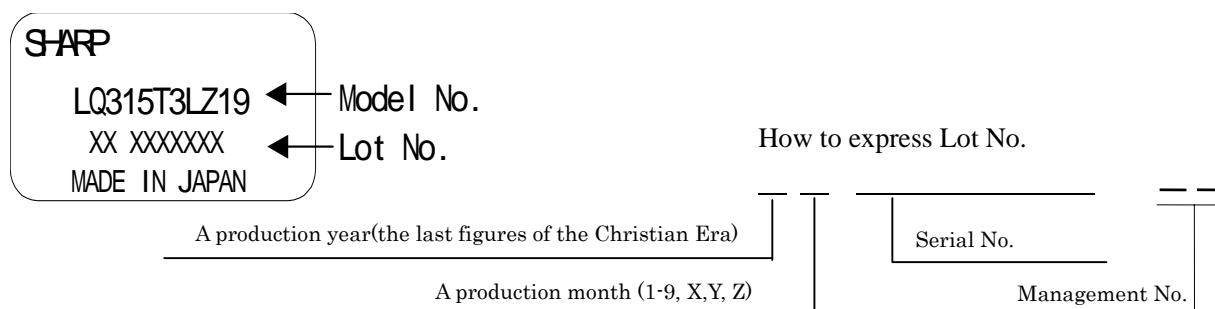 SHARP
LQ315T3LZ19
Model No.
XX XXXXXXX
Lot No.
MADE IN JAPAN
How to express Lot No.
A production year(the last figures of the Christian Era)
Serial No.
A production month (1-9, X,Y, Z)
Management No.